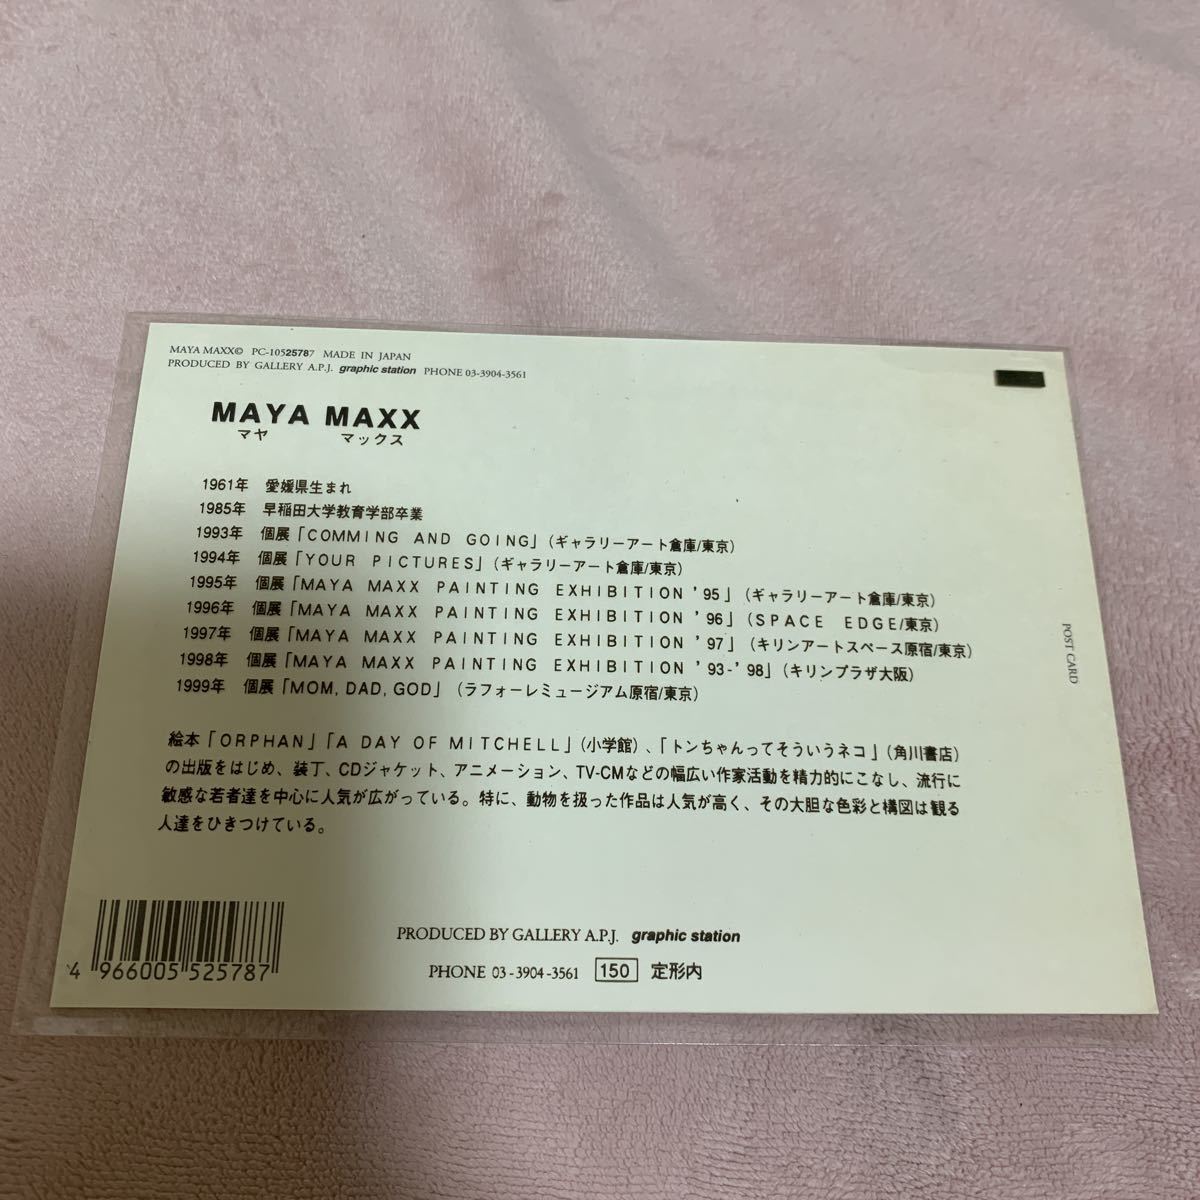 MAYA MAXX© PC-10525787 MADE IN JAPAN
PRODUCED BY GALLERY A.P.J. graphic station PHONE 03-3904-3561
MAYA MAXX
マヤ マックス
1961年 愛媛県生まれ
1985年 早稲田大学教育学部卒業
1993年 個展「COMMING AND GOING」(ギャラリーアート倉庫/東京)
1994年 個展「YOUR PICTURES」(ギャラリーアート倉庫/東京)
1995年 個展「MAYA MAXX PAINTING EXHIBITION '95」(ギャラリーアート倉庫/東京)
1996年 個展「MAYA MAXX PAINTING EXHIBITION '96」(SPACE EDGE/東京)
1997年 個展「MAYA MAXX PAINTING EXHIBITION '97」(キリンアートスペース原宿/東京)
1998年 個展「MAYA MAXX PAINTING EXHIBITION '93-'98」(キリンプラザ大阪)
1999年 個展「MOM, DAD, GOD」(ラフォーレミュージアム原宿/東京)
絵本「ORPHAN」「A DAY OF MITCHELL」(小学館)、「トンちゃんってそういうネコ」(角川書店)
の出版をはじめ、装丁、CDジャケット、アニメーション、TV-CMなどの幅広い作家活動を精力的にこなし、流行に
敏感な若者達を中心に人気が広がっている。特に、動物を扱った作品は人気が高く、その大胆な色彩と構図は観る
人達をひきつけている。
POST CARD
4 966005 525787
PRODUCED BY GALLERY A.P.J. graphic station
PHONE 03-3904-3561 150 定形内